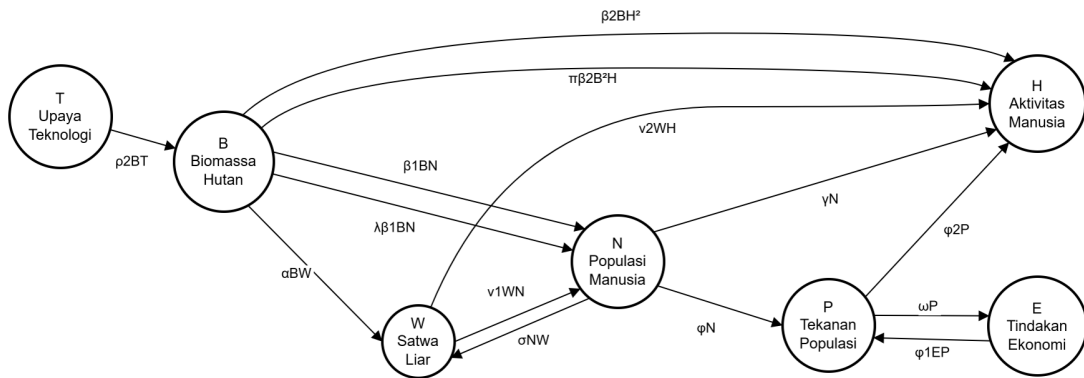 β2BH²
πβ2B²H
T
Upaya
Teknologi
H
Aktivitas
Manusia
ρ2BT
B
Biomassa
Hutan
v2WH
β1BN
λβ1BN
γN
αBW
N
Populasi
Manusia
φ2P
v1WN
σNW
φN
W
Satwa
Liar
P
Tekanan
Populasi
ωP
φ1EP
E
Tindakan
Ekonomi